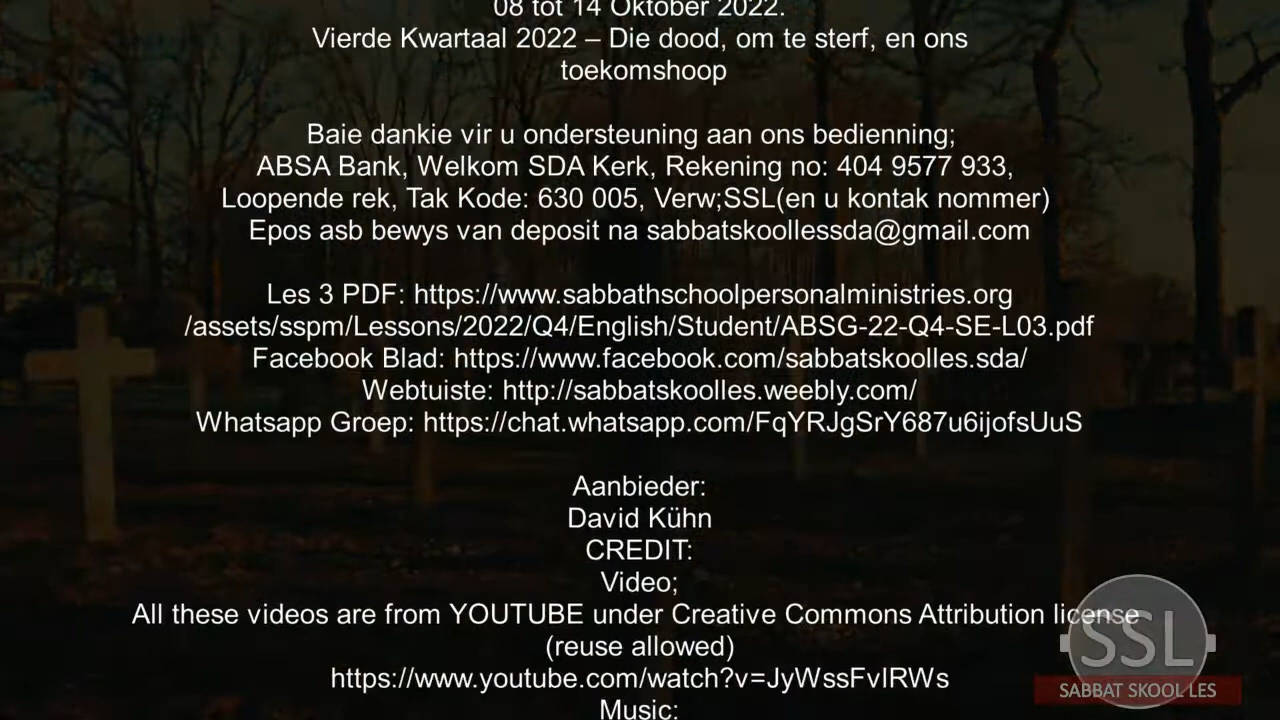 08 tot 14 Oktober 2022.
Vierde Kwartaal 2022 – Die dood, om te sterf, en ons
toekomshoop
Baie dankie vir u ondersteuning aan ons bedienning;
ABSA Bank, Welkom SDA Kerk, Rekening no: 404 9577 933,
Loopende rek, Tak Kode: 630 005, Verw;SSL(en u kontak nommer)
Epos asb bewys van deposit na sabbatskoollessda@gmail.com
Les 3 PDF: https://www.sabbathschoolpersonalministries.org
/assets/sspm/Lessons/2022/Q4/English/Student/ABSG-22-Q4-SE-L03.pdf
Facebook Blad: https://www.facebook.com/sabbatskoolles.sda/
Webtuiste: http://sabbatskoolles.weebly.com/
Whatsapp Groep: https://chat.whatsapp.com/FqYRJgSrY687u6ijofsUuS
Aanbieder:
David Kühn
CREDIT:
Video;
All these videos are from YOUTUBE under Creative Commons Attribution license
(reuse allowed)
https://www.youtube.com/watch?v=JyWssFvIRWs
Music:
SSL
SABBAT SKOOL LES